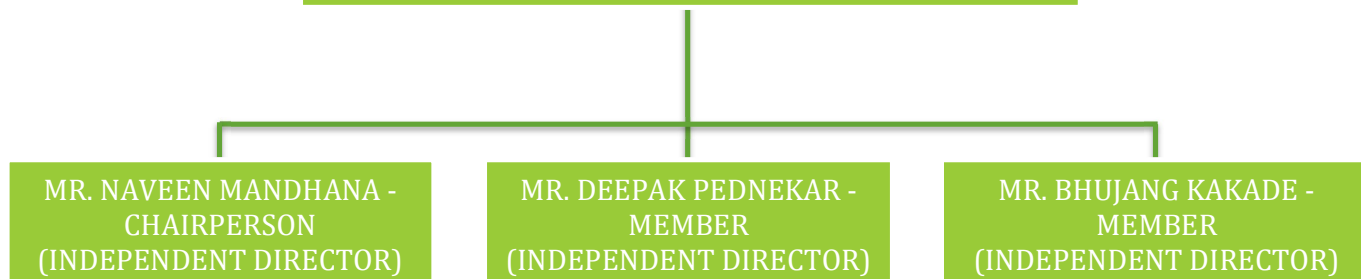 MR. NAVEEN MANDHANA -
CHAIRPERSON
(INDEPENDENT DIRECTOR)
MR. DEEPAK PEDNEKAR -
MEMBER
(INDEPENDENT DIRECTOR)
MR. BHUJANG KAKADE -
MEMBER
(INDEPENDENT DIRECTOR)